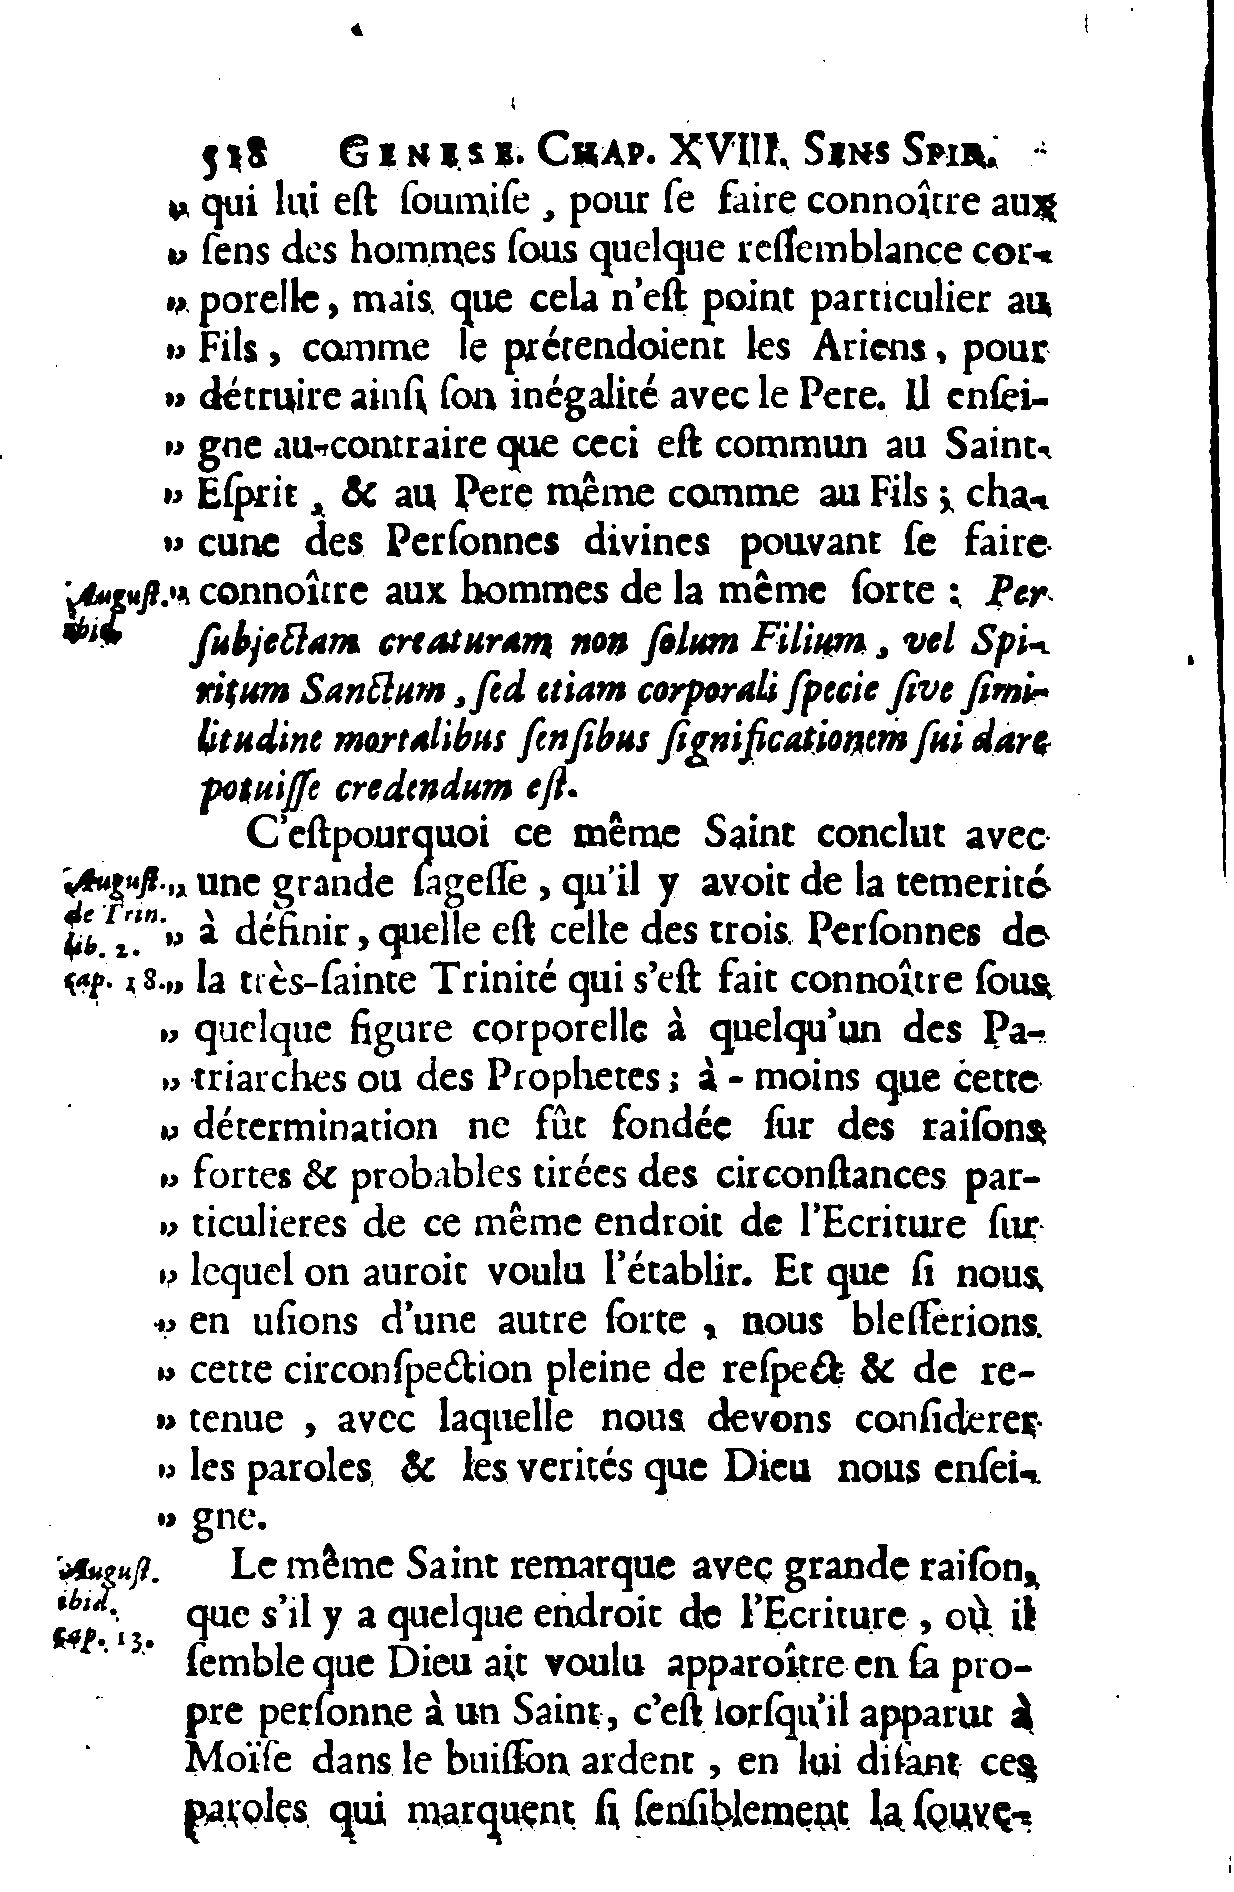 538 GENESE. CHAP. XVIII. SENS SPIR.
„ qui lui eſt ſoumiſe, pour ſe faire connoître aux
„ ſens des hommes ſous quelque reſſemblance cor-
„ porelle, mais que cela n'eſt point particulier au
„ Fils, comme le prétendoient les Ariens, pour
„ détruire ainſi ſon inégalité avec le Pere. Il enſei-
„ gne au-contraire que ceci eſt commun au Saint-
„ Eſprit, & au Pere même comme au Fils; cha-
„ cune des Perſonnes divines pouvant ſe faire
Auguſt. „ connoître aux hommes de la même ſorte : Per
ibid. ſubjectam creaturam non ſolum Filium, vel Spi-
ritum Sanctum, ſed etiam corporali ſpecie ſive ſimi-
litudine mortalibus ſenſibus ſignificationem ſui dare
potuiſſe credendum eſt.
C'eſtpourquoi ce même Saint conclut avec
Auguſt. „ une grande ſageſſe, qu'il y avoit de la temerité
de Trin. lib. 2. „ à définir, quelle eſt celle des trois Perſonnes de
cap. 18. „ la très-ſainte Trinité qui s'eſt fait connoître ſous
„ quelque figure corporelle à quelqu'un des Pa-
„ triarches ou des Prophetes; à-moins que cette
„ détermination ne fût fondée ſur des raiſons
„ fortes & probables tirées des circonſtances par-
„ ticulieres de ce même endroit de l'Ecriture ſur
„ lequel on auroit voulu l'établir. Et que ſi nous
„ en uſions d'une autre ſorte, nous bleſſerions
„ cette circonſpection pleine de reſpect & de re-
„ tenue, avec laquelle nous devons conſiderer
„ les paroles & les verités que Dieu nous enſei-
„ gne.
Auguſt. Le même Saint remarque avec grande raiſon,
ibid. que s'il y a quelque endroit de l'Ecriture, où il
cap. 13. ſemble que Dieu ait voulu apparoître en ſa pro-
pre perſonne à un Saint, c'eſt lorſqu'il apparut à
Moïſe dans le buiſſon ardent, en lui diſant ces
paroles qui marquent ſi ſenſiblement la ſouve-